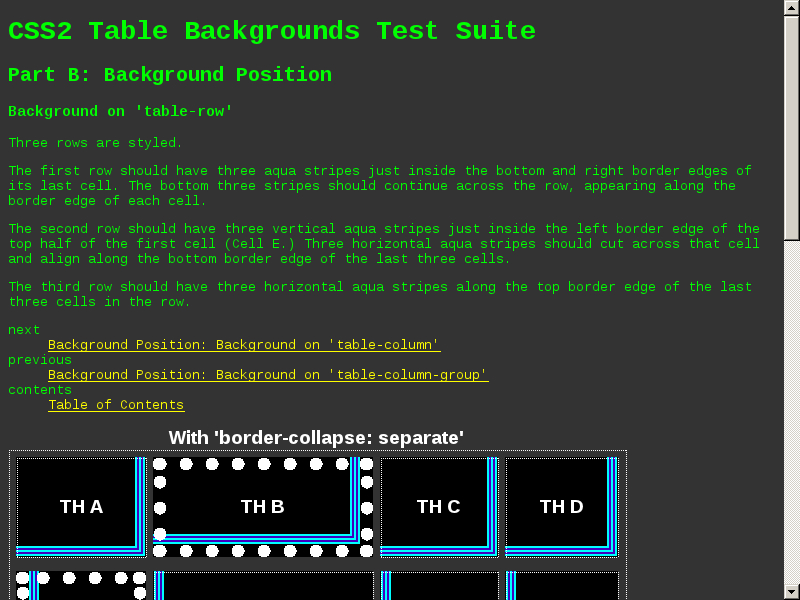 CSS2 Table Backgrounds Test Suite
Part B: Background Position
Background on 'table-row'
Three rows are styled.
The first row should have three aqua stripes just inside the bottom and right border edges of
its last cell. The bottom three stripes should continue across the row, appearing along the
border edge of each cell.
The second row should have three vertical aqua stripes just inside the left border edge of the
top half of the first cell (Cell E.) Three horizontal aqua stripes should cut across that cell
and align along the bottom border edge of the last three cells.
The third row should have three horizontal aqua stripes along the top border edge of the last
three cells in the row.
next
Background Position: Background on 'table-column'
previous
Background Position: Background on 'table-column-group'
contents
Table of Contents
With 'border-collapse: separate'
TH A TH B TH C TH D